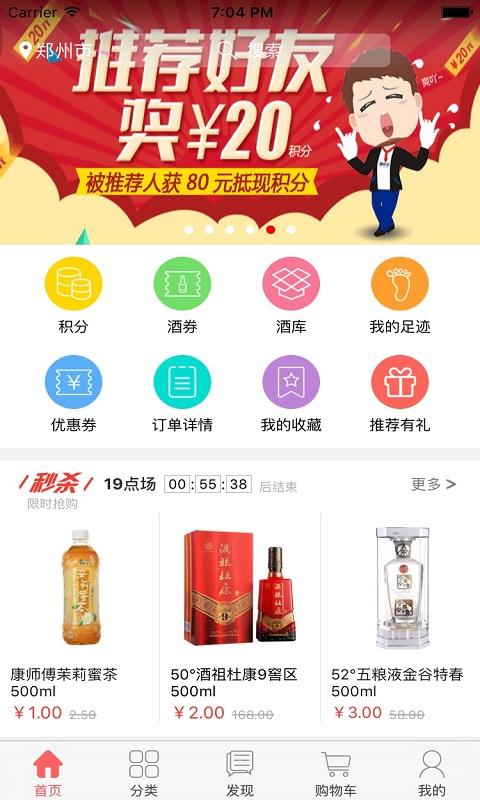 Carrier 7:04 PM
推荐好友
郑州市 搜索
奖¥20积分
被推荐人获 80 元抵现积分
积分 酒券 酒库 我的足迹
优惠券 订单详情 我的收藏 推荐有礼
秒杀 19点场 00:55:38 后结束 更多 >
限时抢购
康师傅茉莉蜜茶 500ml
¥1.00 2.50
50°酒祖杜康9窖区 500ml
¥2.00 168.00
52°五粮液金谷特春 500ml
¥3.00 58.00
首页 分类 发现 购物车 我的